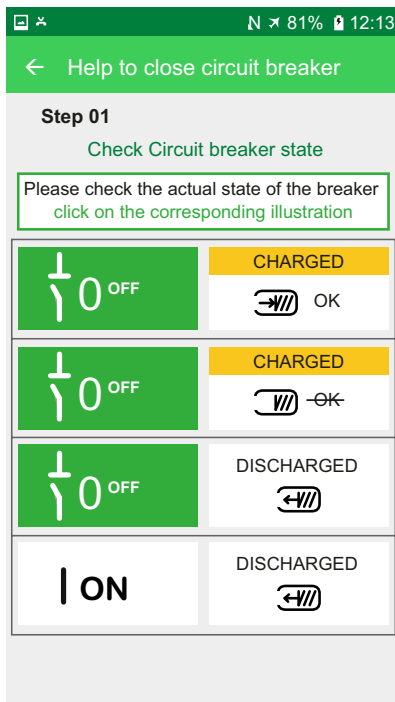 N 81% 12:13
← Help to close circuit breaker
Step 01
Check Circuit breaker state
Please check the actual state of the breaker
click on the corresponding illustration
CHARGED
0 OFF
OK
CHARGED
0 OFF
OK
DISCHARGED
0 OFF
DISCHARGED
| ON